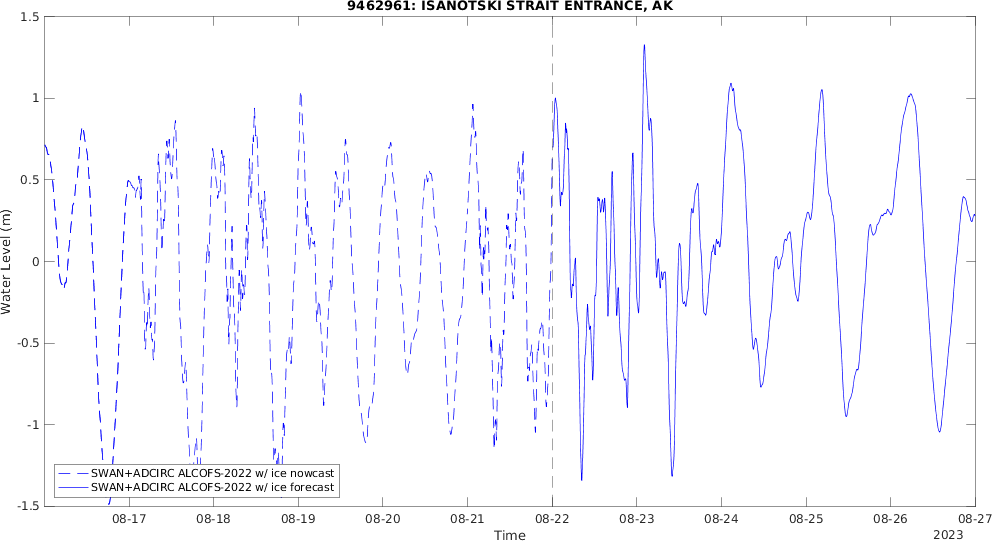 9462961: ISANOTSKI STRAIT ENTRANCE, AK
1.5
1
0.5
0
-0.5
-1
-1.5
Water Level (m)
SWAN+ADCIRC ALCOFS-2022 w/ ice nowcast
SWAN+ADCIRC ALCOFS-2022 w/ ice forecast
08-17 08-18 08-19 08-20 08-21 08-22 08-23 08-24 08-25 08-26 08-27
Time
2023